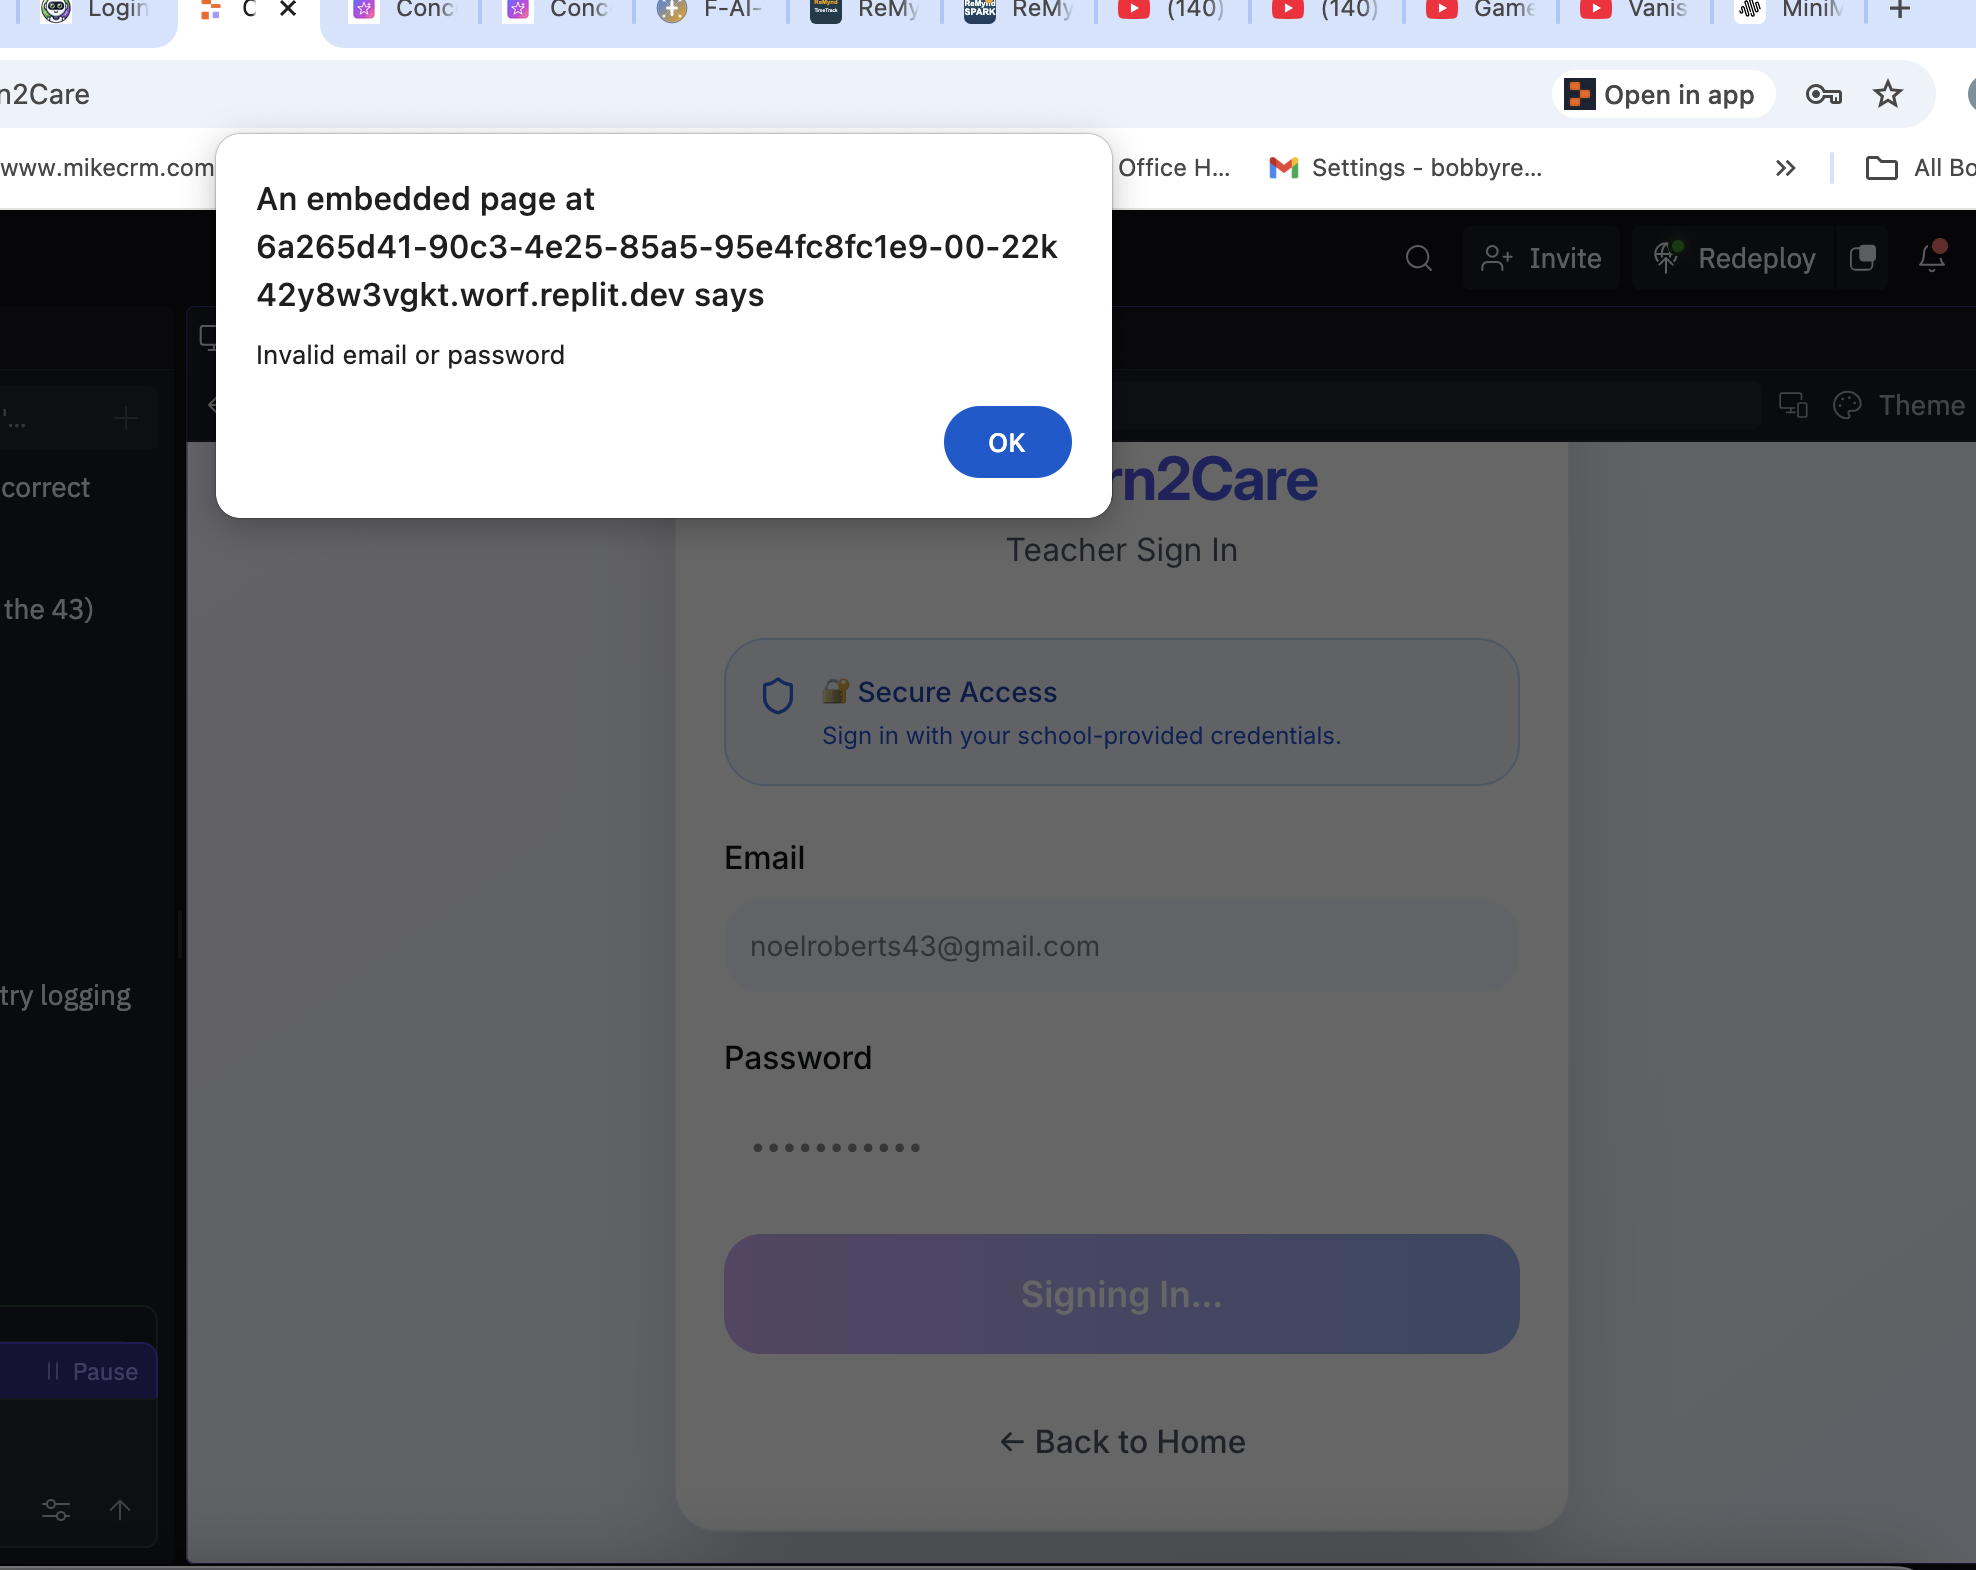 Login
C
Conc
Conc
F-AI-
ReMy
ReMy
(140)
(140)
Game
Vanis
MiniM
n2Care
Open in app
www.mikecrm.com
Office H...
Settings - bobbyre...
All Bo
An embedded page at
6a265d41-90c3-4e25-85a5-95e4fc8fc1e9-00-22k
42y8w3vgkt.worf.replit.dev says
Invalid email or password
OK
Invite
Redeploy
'...
Theme
correct
rn2Care
Teacher Sign In
the 43)
Secure Access
Sign in with your school-provided credentials.
Email
noelroberts43@gmail.com
try logging
Password
Signing In...
Pause
← Back to Home